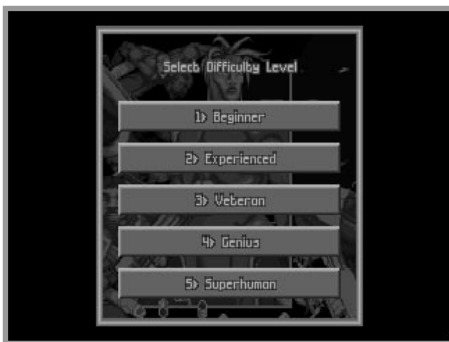 Select Difficulty Level
1> Beginner
2> Experienced
3> Veteran
4> Genius
5> Superhuman